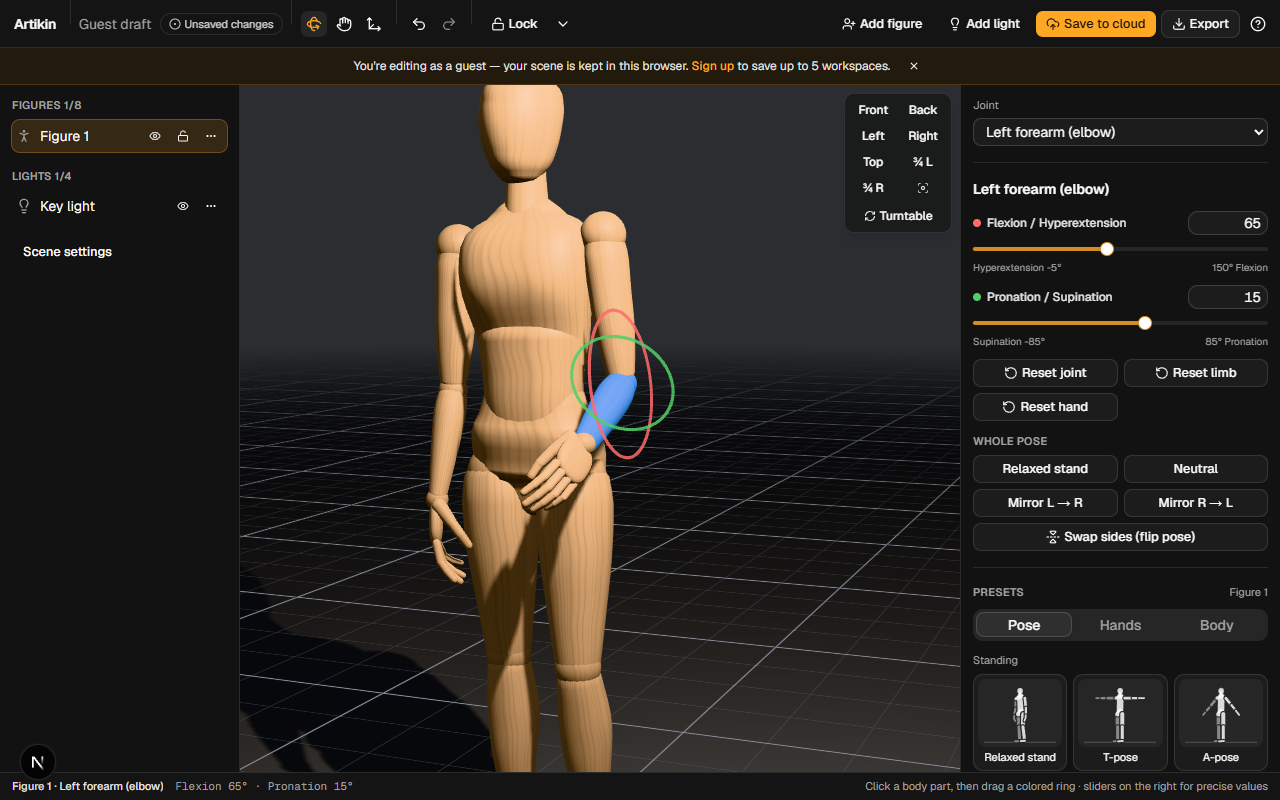 Artikin Guest draft Unsaved changes Lock Add figure Add light Save to cloud Export
You're editing as a guest — your scene is kept in this browser. Sign up to save up to 5 workspaces.
FIGURES 1/8
Figure 1
LIGHTS 1/4
Key light
Scene settings
Front Back
Left Right
Top ¾ L
¾ R
Turntable
Joint
Left forearm (elbow)
Left forearm (elbow)
Flexion / Hyperextension 65
Hyperextension -5° 150° Flexion
Pronation / Supination 15
Supination -85° 85° Pronation
Reset joint Reset limb
Reset hand
WHOLE POSE
Relaxed stand Neutral
Mirror L → R Mirror R → L
Swap sides (flip pose)
PRESETS Figure 1
Pose Hands Body
Standing
Relaxed stand T-pose A-pose
N
Figure 1 · Left forearm (elbow) Flexion 65° · Pronation 15° Click a body part, then drag a colored ring · sliders on the right for precise values